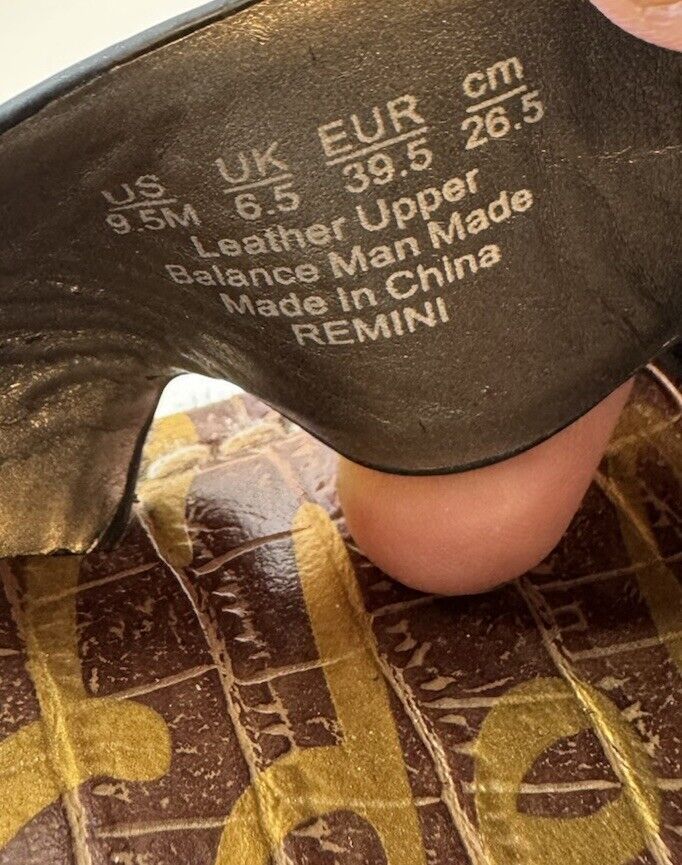 US UK EUR cm
9.5M 6.5 39.5 26.5
Leather Upper
Balance Man Made
Made In China
REMINI